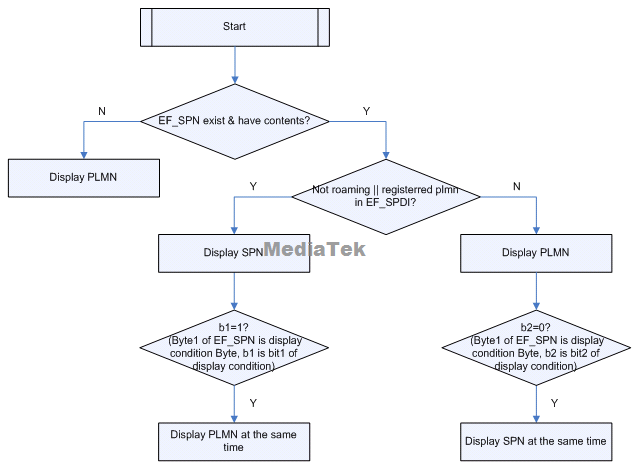 Start
N
EF_SPN exist & have contents?
Y
Display PLMN
Y
Not roaming || registerred plmn
in EF_SPDI?
N
Display SPN
MediaTek
Display PLMN
b1=1?
(Byte1 of EF_SPN is display
condition Byte, b1 is bit1 of
display condition)
b2=0?
(Byte1 of EF_SPN is display
condition Byte, b2 is bit2 of
display condition)
Y
Y
Display PLMN at the same
time
Display SPN at the same time